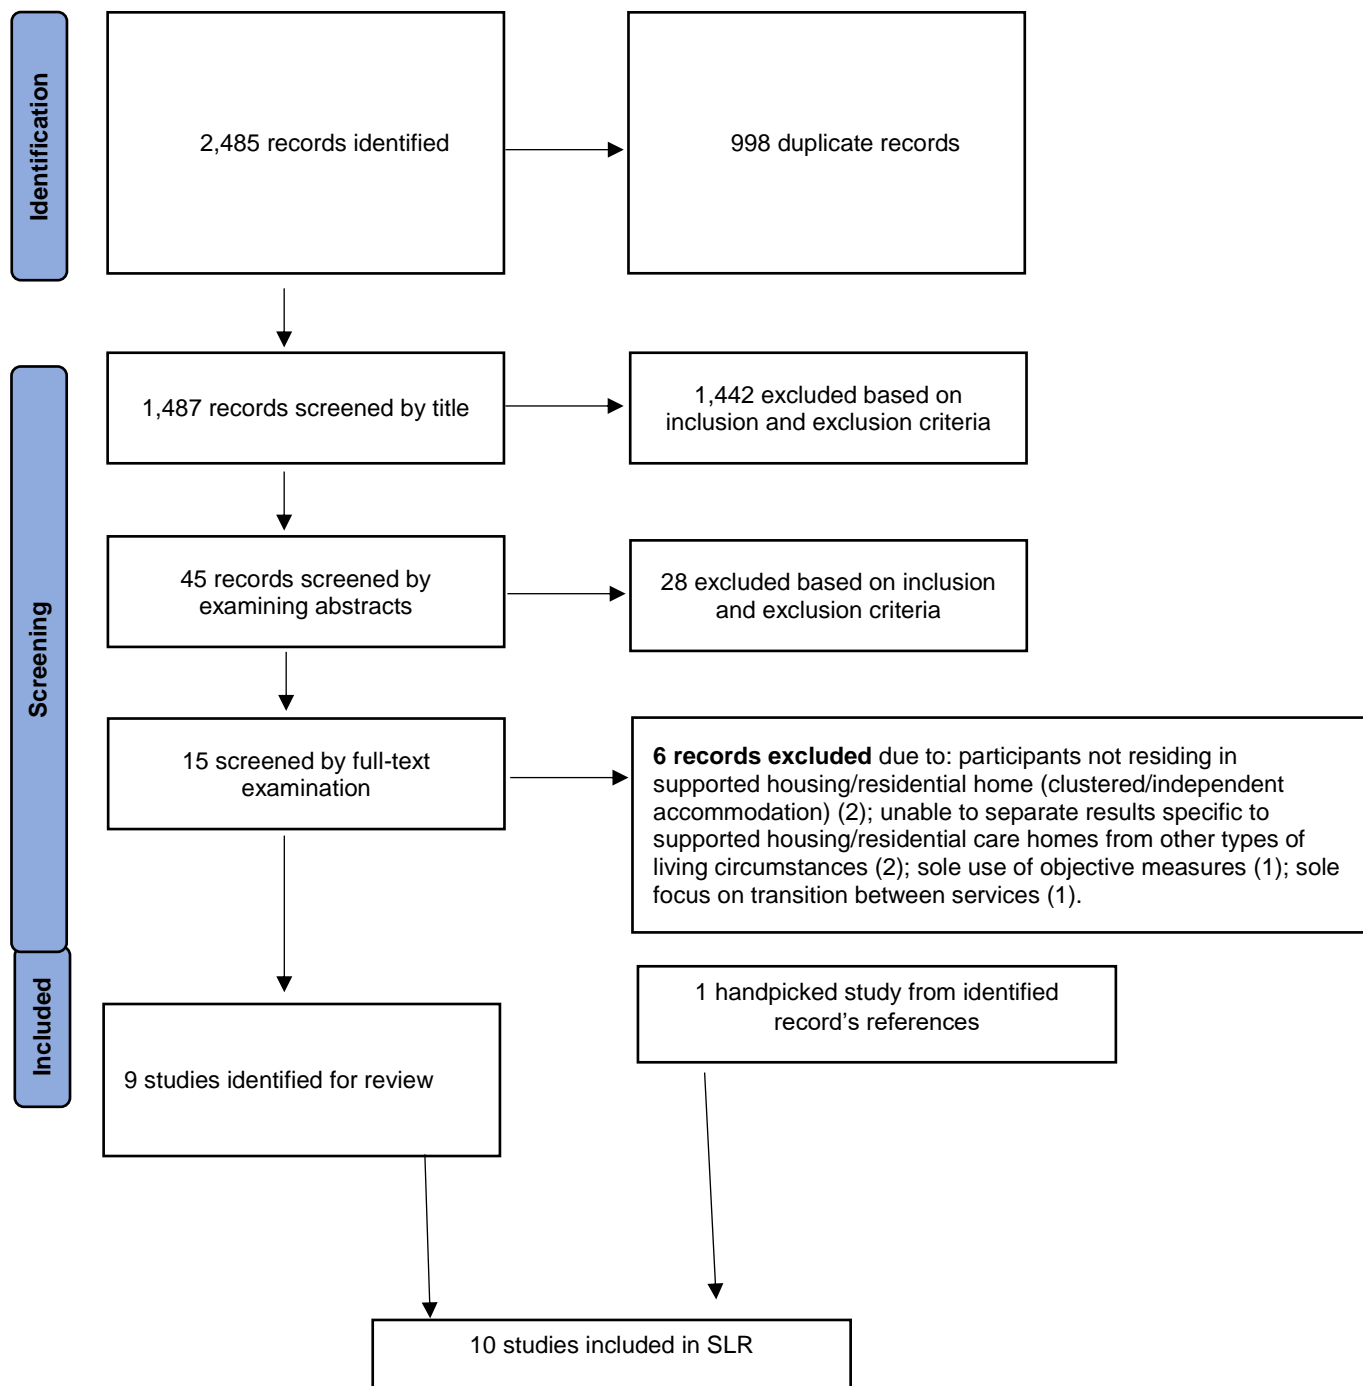 Identification
2,485 records identified
998 duplicate records
Screening
1,487 records screened by title
1,442 excluded based on
inclusion and exclusion criteria
45 records screened by
examining abstracts
28 excluded based on inclusion
and exclusion criteria
15 screened by full-text
examination
6 records excluded due to: participants not residing in
supported housing/residential home (clustered/independent
accommodation) (2); unable to separate results specific to
supported housing/residential care homes from other types of
living circumstances (2); sole use of objective measures (1); sole
focus on transition between services (1).
Included
1 handpicked study from identified
record's references
9 studies identified for review
10 studies included in SLR